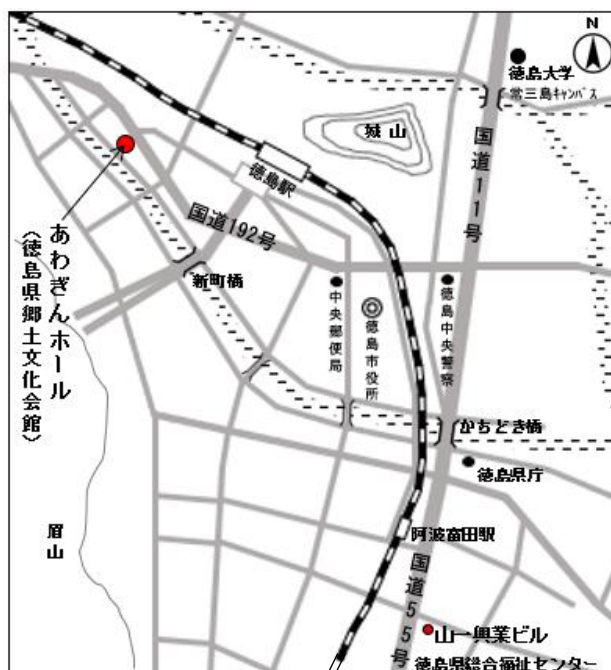 N
徳島大学
常三島キャンパス
城山
国道11号
徳島駅
国道192号
あわぎんホール
(徳島県郷土文化会館)
新町橋
中央郵便局
徳島市役所
徳島中央警察
かちどき橋
徳島県庁
眉山
阿波富田駅
国道55号
山一興業ビル
徳島県総合福祉センター